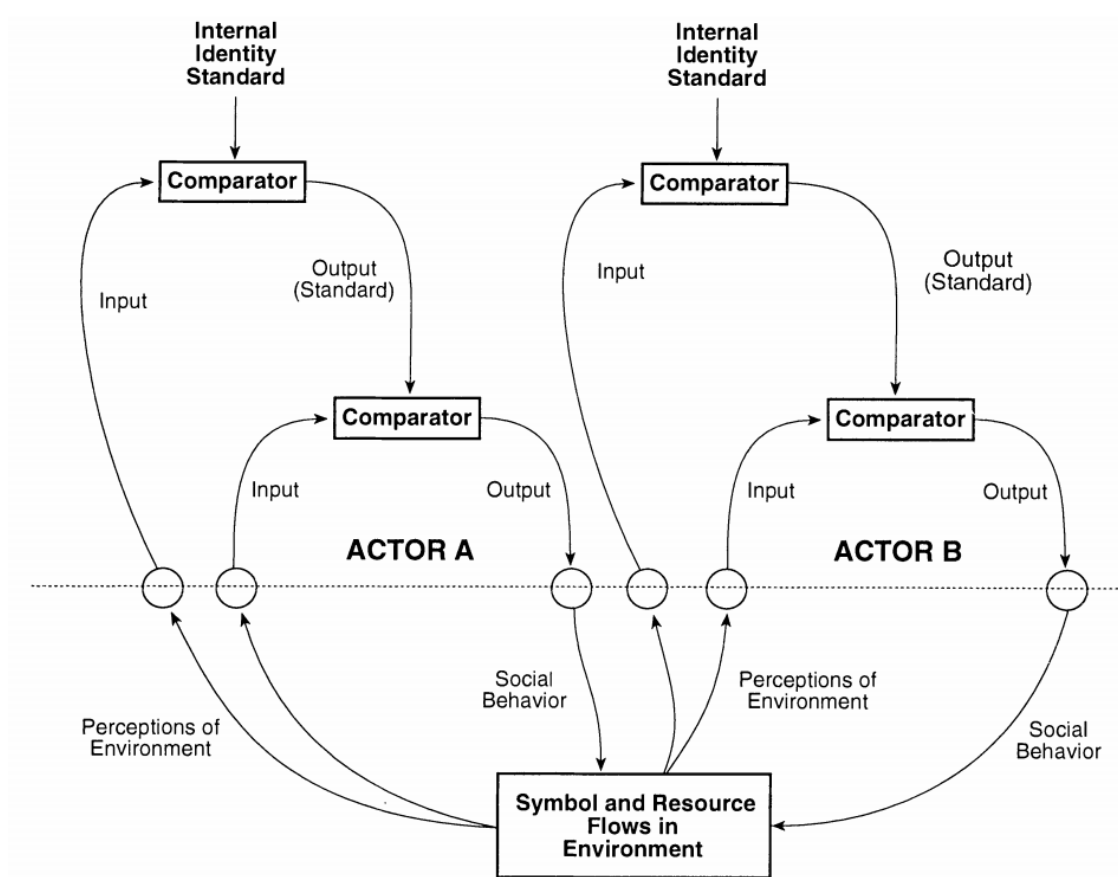 Internal
Identity
Standard
Internal
Identity
Standard
Comparator
Comparator
Input
Output
(Standard)
Input
Output
(Standard)
Comparator
Comparator
Input
Output
Input
Output
ACTOR A
ACTOR B
Perceptions of
Environment
Social
Behavior
Perceptions of
Environment
Social
Behavior
Symbol and Resource
Flows in
Environment